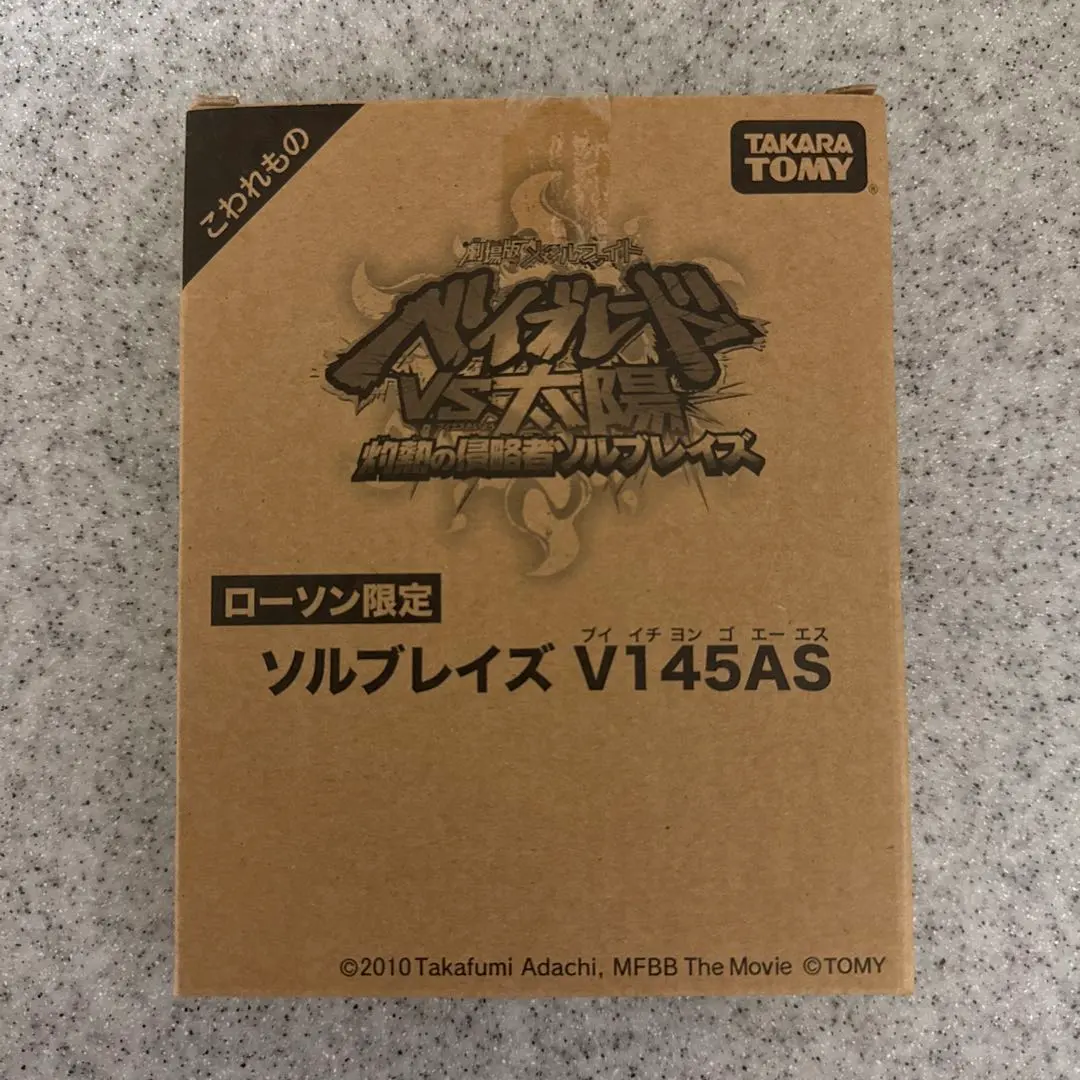 こわれもの
TAKARA
TOMY
®
劇場版 メタルファイト
ベイブレード
VS太陽
灼熱の侵略者ソルブレイズ
ローソン限定
ブイ イチ ヨン ゴ エー エス
ソルブレイズ V145AS
©2010 Takafumi Adachi, MFBB The Movie ©TOMY